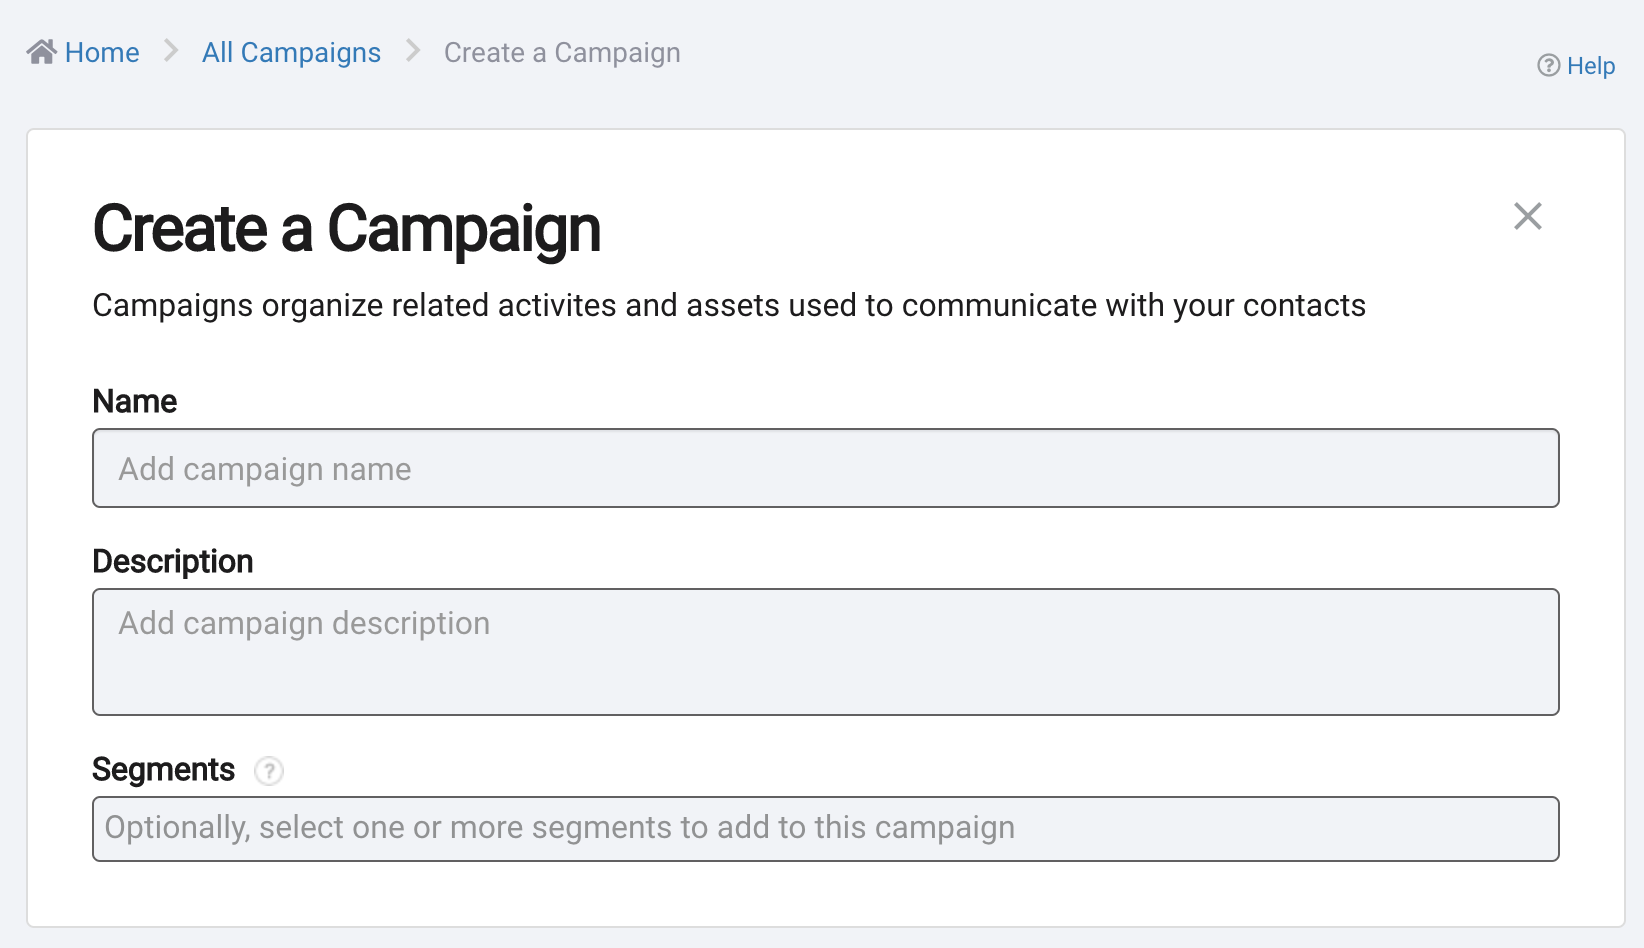 Home All Campaigns Create a Campaign
Help
Create a Campaign
Campaigns organize related activites and assets used to communicate with your contacts
Name
Add campaign name
Description
Add campaign description
Segments ?
Optionally, select one or more segments to add to this campaign